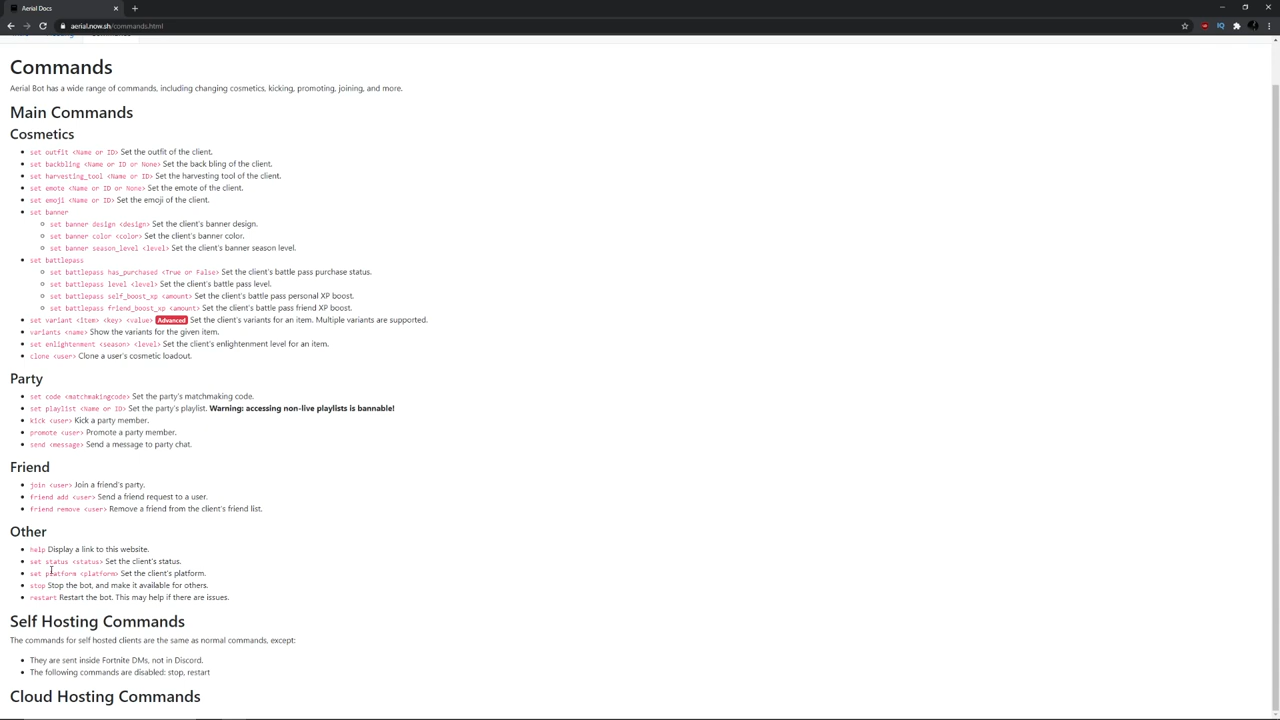 Aerial Docs
aerial.now.sh/commands.html
Commands
Aerial Bot has a wide range of commands, including changing cosmetics, kicking, promoting, joining, and more.
Main Commands
Cosmetics
set outfit <Name or ID> Set the outfit of the client.
set backbling <Name or ID or None> Set the back bling of the client.
set harvesting_tool <Name or ID> Set the harvesting tool of the client.
set emote <Name or ID or None> Set the emote of the client.
set emoji <Name or ID> Set the emoji of the client.
set banner
set banner design <design> Set the client's banner design.
set banner color <color> Set the client's banner color.
set banner season_level <level> Set the client's banner season level.
set battlepass
set battlepass has_purchased <True or False> Set the client's battle pass purchase status.
set battlepass level <level> Set the client's battle pass level.
set battlepass self_boost_xp <amount> Set the client's battle pass personal XP boost.
set battlepass friend_boost_xp <amount> Set the client's battle pass friend XP boost.
set variant <item> <key> <value> Advanced Set the client's variants for an item. Multiple variants are supported.
variants <name> Show the variants for the given item.
set enlightenment <season> <level> Set the client's enlightenment level for an item.
clone <user> Clone a user's cosmetic loadout.
Party
set code <matchmakingcode> Set the party's matchmaking code.
set playlist <Name or ID> Set the party's playlist. Warning: accessing non-live playlists is bannable!
kick <user> Kick a party member.
promote <user> Promote a party member.
send <message> Send a message to party chat.
Friend
join <user> Join a friend's party.
friend add <user> Send a friend request to a user.
friend remove <user> Remove a friend from the client's friend list.
Other
help Display a link to this website.
set status <status> Set the client's status.
set platform <platform> Set the client's platform.
stop Stop the bot, and make it available for others.
restart Restart the bot. This may help if there are issues.
Self Hosting Commands
The commands for self hosted clients are the same as normal commands, except:
They are sent inside Fortnite DMs, not in Discord.
The following commands are disabled: stop, restart
Cloud Hosting Commands